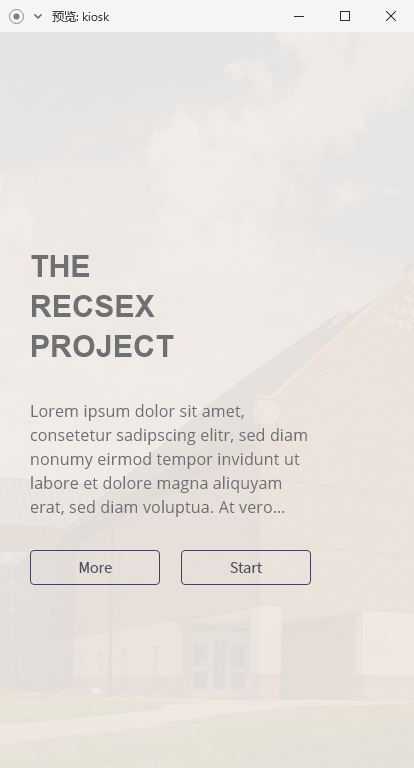 预览: kiosk
THE
RECSEX
PROJECT
Lorem ipsum dolor sit amet,
consetetur sadipscing elitr, sed diam
nonumy eirmod tempor invidunt ut
labore et dolore magna aliquyam
erat, sed diam voluptua. At vero...
More
Start